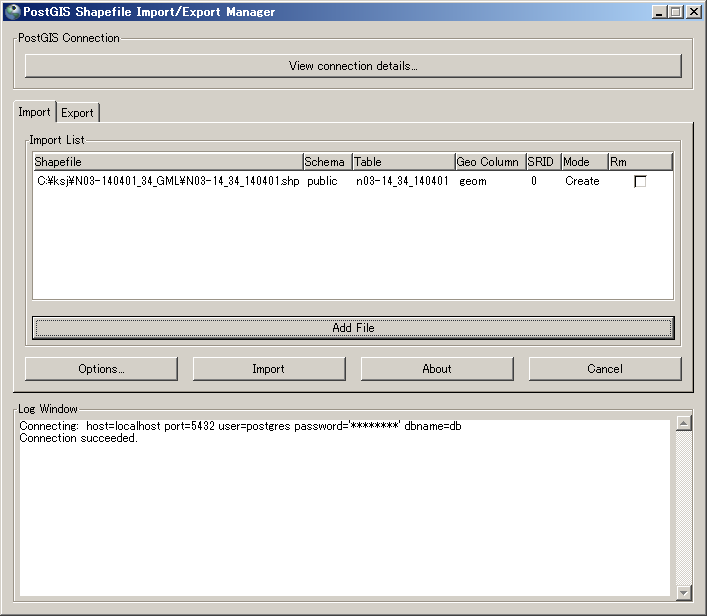 PostGIS Shapefile Import/Export Manager
PostGIS Connection
View connection details...
Import Export
Import List
Shapefile Schema Table Geo Column SRID Mode Rm
C:¥ksj¥N03-140401_34_GML¥N03-14_34_140401.shp public n03-14_34_140401 geom 0 Create
Add File
Options... Import About Cancel
Log Window
Connecting: host=localhost port=5432 user=postgres password='********' dbname=db
Connection succeeded.